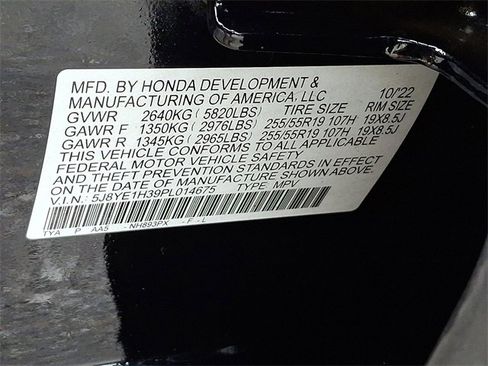 MFD. BY HONDA DEVELOPMENT &
MANUFACTURING OF AMERICA, LLC 10/22
GVWR 2640KG (5820LBS) TIRE SIZE RIM SIZE
GAWR F 1350KG (2976LBS) 255/55R19 107H 19X8.5J
GAWR R 1345KG (2965LBS) 255/55R19 107H 19X8.5J
THIS VEHICLE CONFORMS TO ALL APPLICABLE
FEDERAL MOTOR VEHICLE SAFETY
AND THEFT PREVENTION STANDARDS IN EFFECT
ON THE DATE OF MANUFACTURE SHOWN ABOVE.
V.I.N.: 5J8YE1H39PL014675 TYPE: MPV
TYA P AA5 - NH893PX - F - L